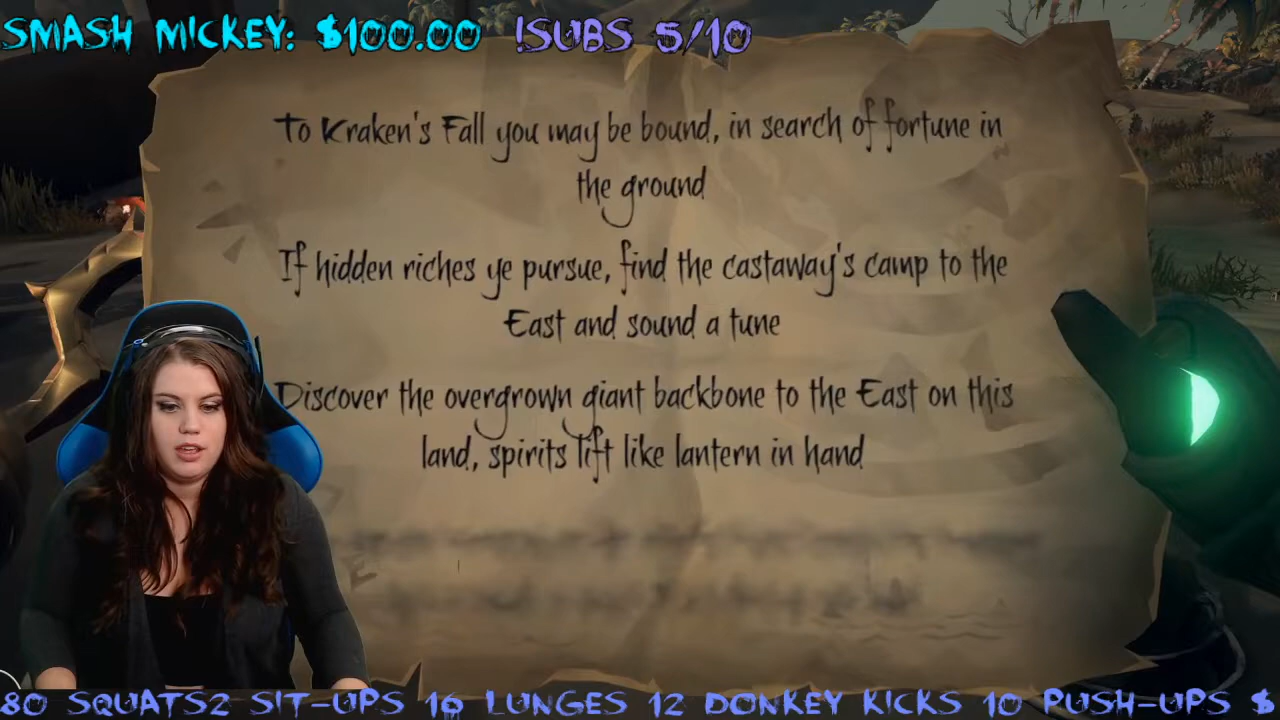 SMASH MICKEY: $100.00 !SUBS 5/10
To Kraken's Fall you may be bound, in search of fortune in
the ground
If hidden riches ye pursue, find the castaway's camp to the
East and sound a tune
Discover the overgrown giant backbone to the East on this
land, spirits lift like lantern in hand
80 SQUATS2 SIT-UPS 16 LUNGES 12 DONKEY KICKS 10 PUSH-UPS $